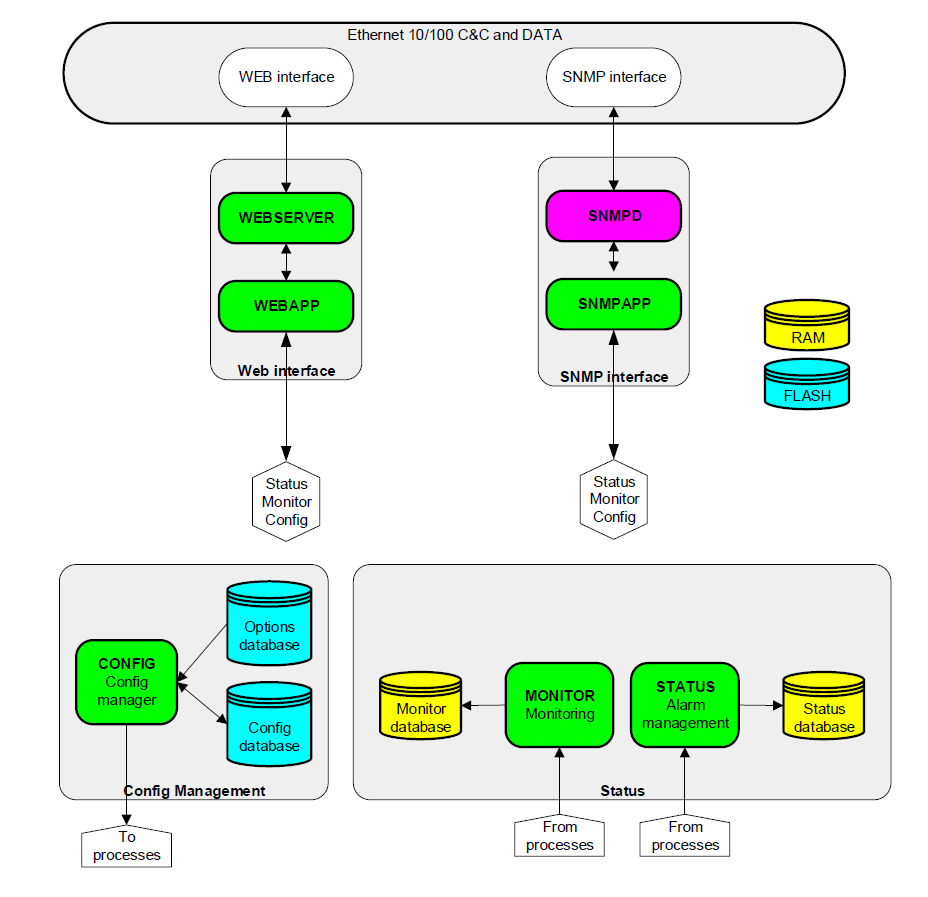 Ethernet 10/100 C&C and DATA
WEB interface
SNMP interface
WEBSERVER
SNMPD
WEBAPP
SNMPAPP
Web interface
SNMP interface
RAM
FLASH
Status
Monitor
Config
Status
Monitor
Config
Options
database
CONFIG
Config
manager
Config
database
Config Management
To
processes
Monitor
database
MONITOR
Monitoring
STATUS
Alarm
management
Status
database
Status
From
processes
From
processes